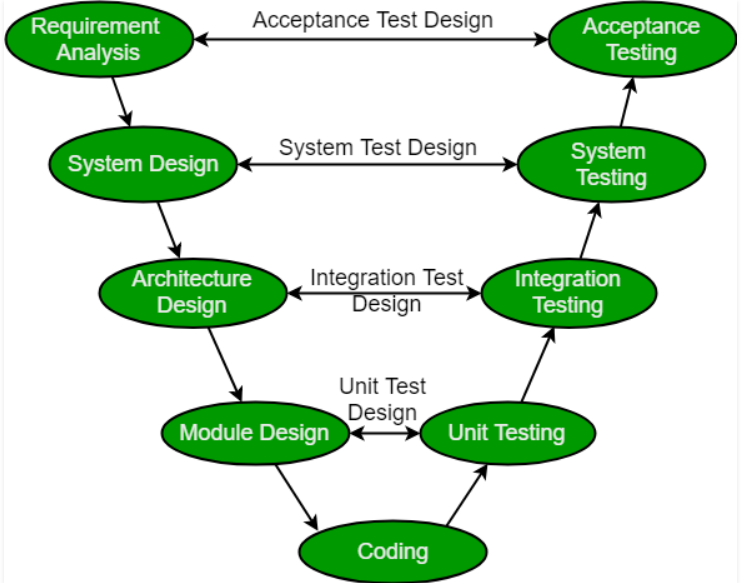 Requirement
Analysis
Acceptance Test Design
Acceptance
Testing
System Design
System Test Design
System
Testing
Architecture
Design
Integration Test
Design
Integration
Testing
Module Design
Unit Test
Design
Unit Testing
Coding